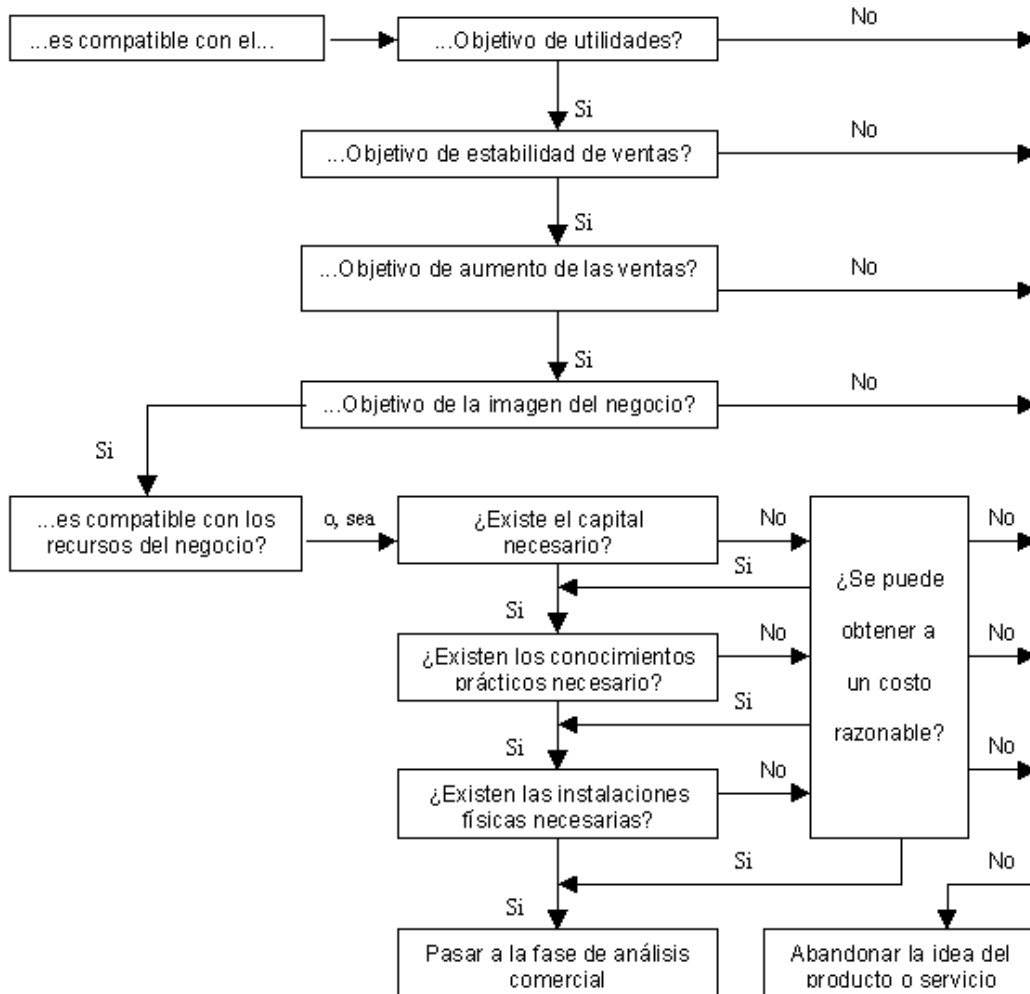 No
...es compatible con el...
...Objetivo de utilidades?
Si
No
...Objetivo de estabilidad de ventas?
Si
No
...Objetivo de aumento de las ventas?
Si
No
...Objetivo de la imagen del negocio?
Si
...es compatible con los
recursos del negocio?
o, sea
¿Existe el capital
necesario?
No
No
Si
¿Se puede
obtener a
un costo
razonable?
Si
¿Existen los conocimientos
prácticos necesario?
No
No
Si
Si
¿Existen las instalaciones
físicas necesarias?
No
No
Si
No
Si
Pasar a la fase de análisis
comercial
Abandonar la idea del
producto o servicio